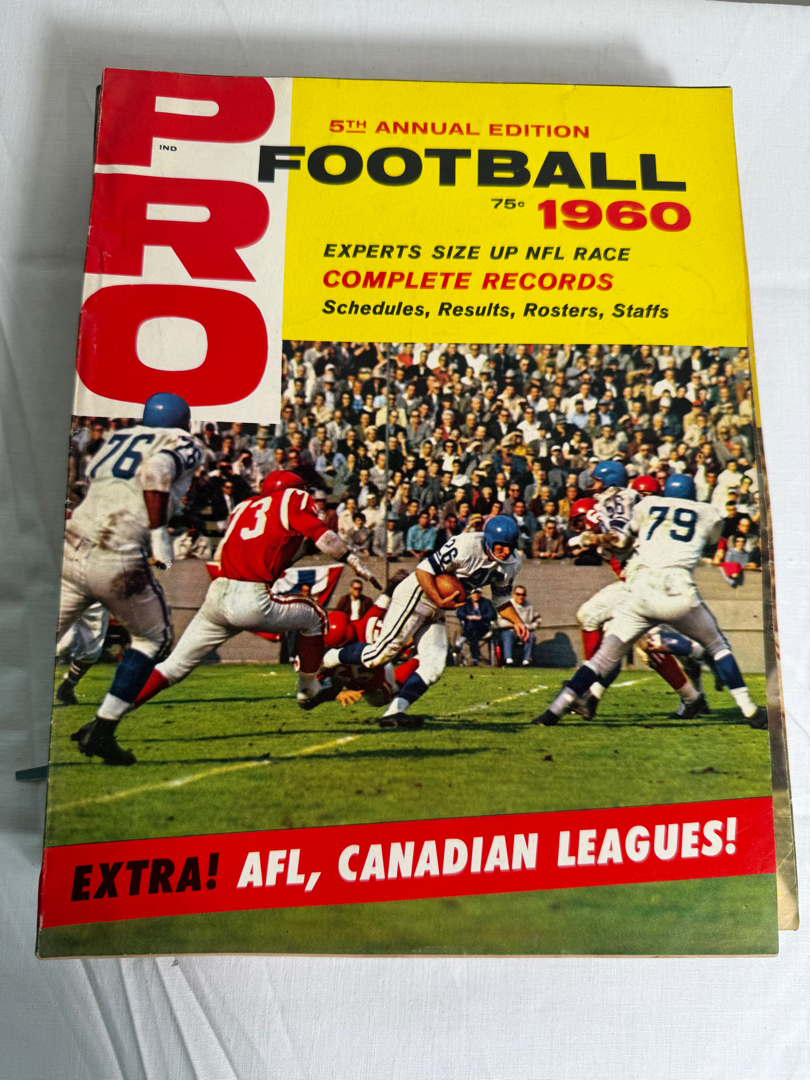 PRO
IND
5TH ANNUAL EDITION
FOOTBALL
75¢ 1960
EXPERTS SIZE UP NFL RACE
COMPLETE RECORDS
Schedules, Results, Rosters, Staffs
76
73
26
79
EXTRA! AFL, CANADIAN LEAGUES!